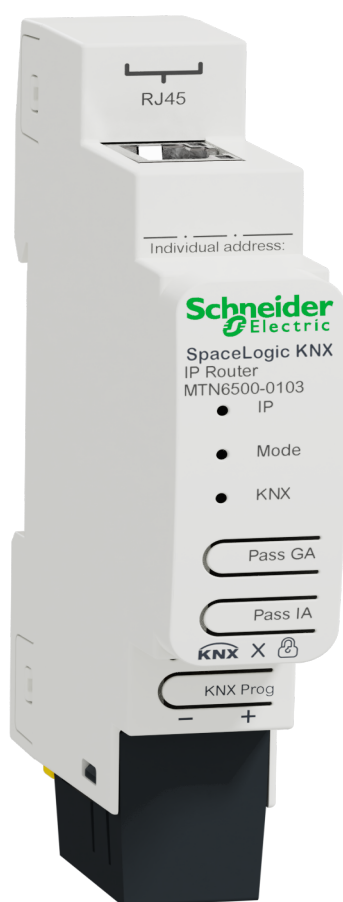 RJ45
Individual address:
Schneider
Electric
SpaceLogic KNX
IP Router
MTN6500-0103
IP
Mode
KNX
Pass GA
Pass IA
KNX X
KNX Prog
− +